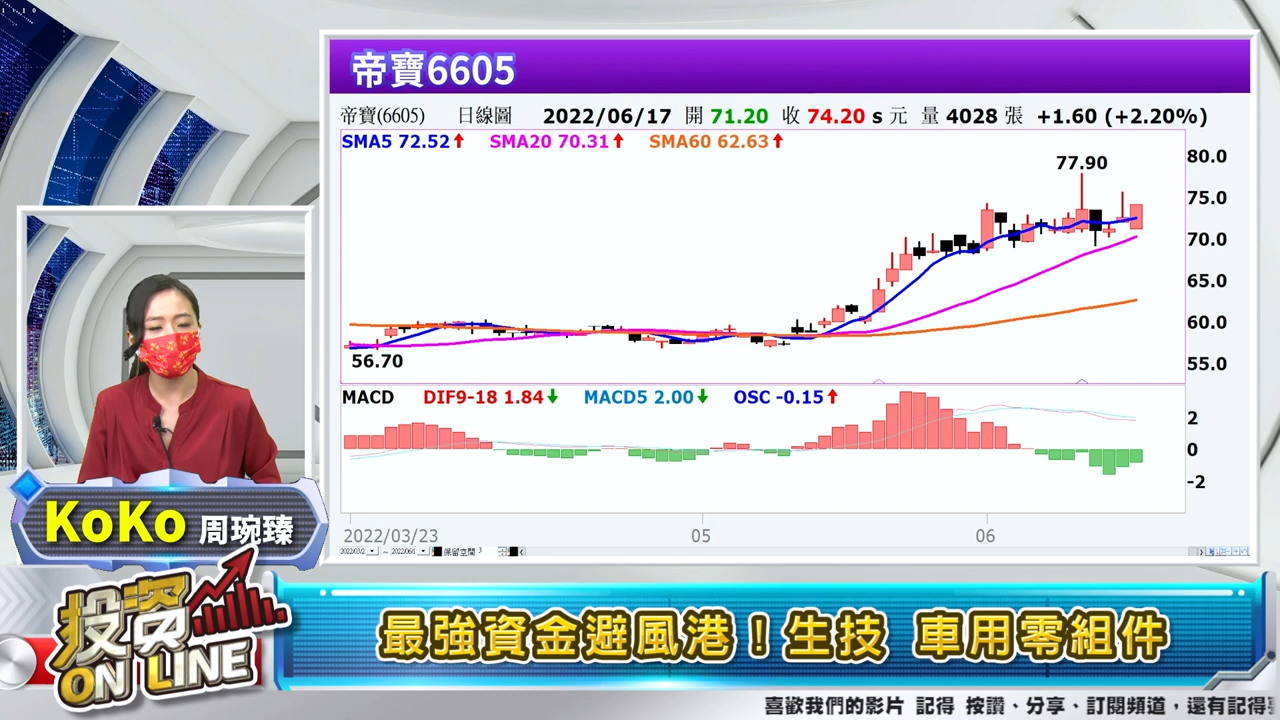 帝寶6605
帝寶(6605) 日線圖 2022/06/17 開 71.20 收 74.20 s 元 量 4028 張 +1.60 (+2.20%)
SMA5 72.52 SMA20 70.31 SMA60 62.63
77.90
80.0
75.0
70.0
65.0
60.0
55.0
56.70
MACD DIF9-18 1.84 MACD5 2.00 OSC -0.15
2
0
-2
2022/03/23 05 06
保留空間
KoKo 周琬臻
投資
ON LINE
最強資金避風港！生技 車用零組件
喜歡我們的影片 記得 按讚、分享、訂閱頻道，還有記得